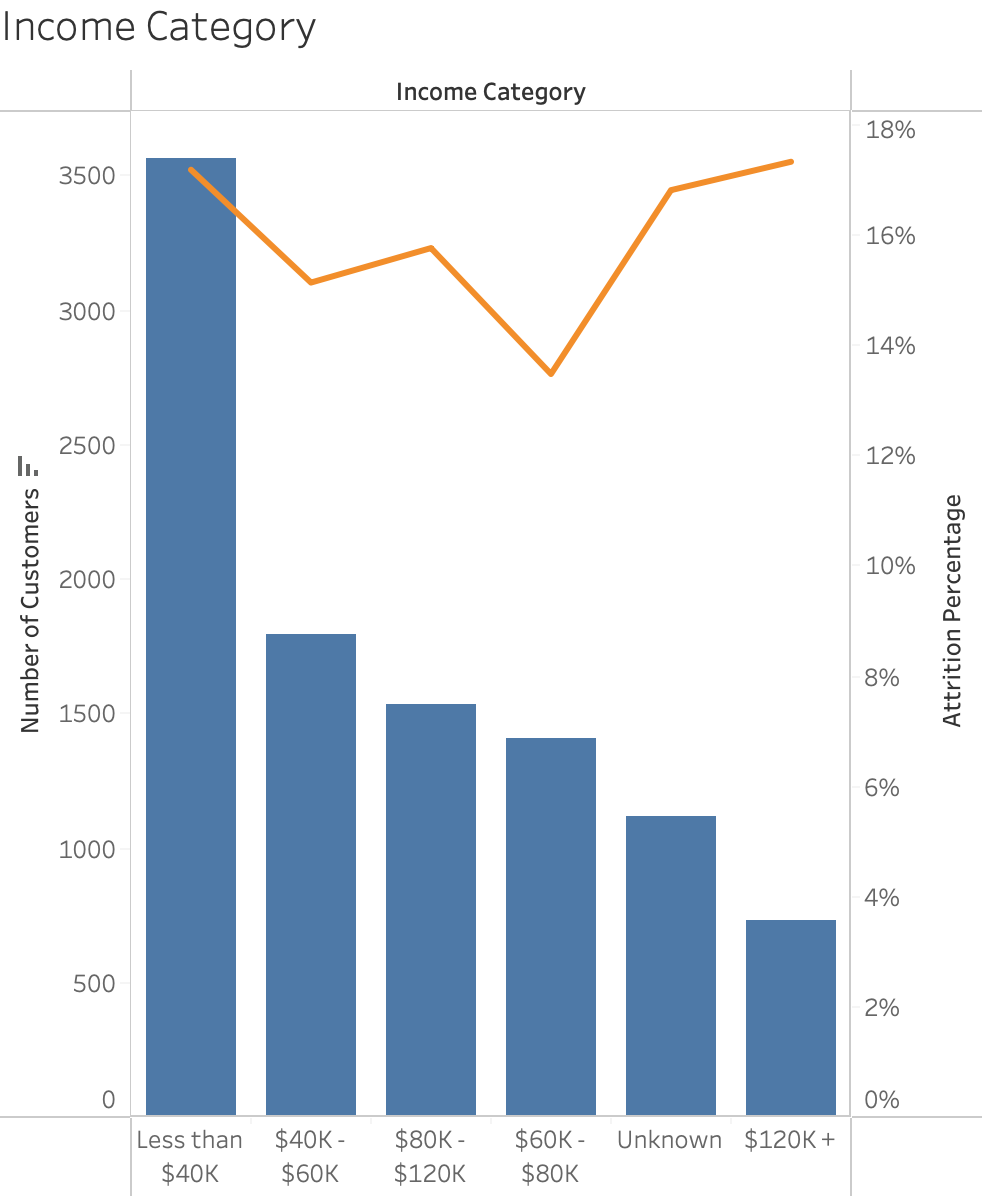 Income Category
Income Category
Number of Customers
3500
3000
2500
2000
1500
1000
500
0
18%
16%
14%
12%
10%
8%
6%
4%
2%
0%
Attrition Percentage
Less than
$40K
$40K -
$60K
$80K -
$120K
$60K -
$80K
Unknown
$120K +